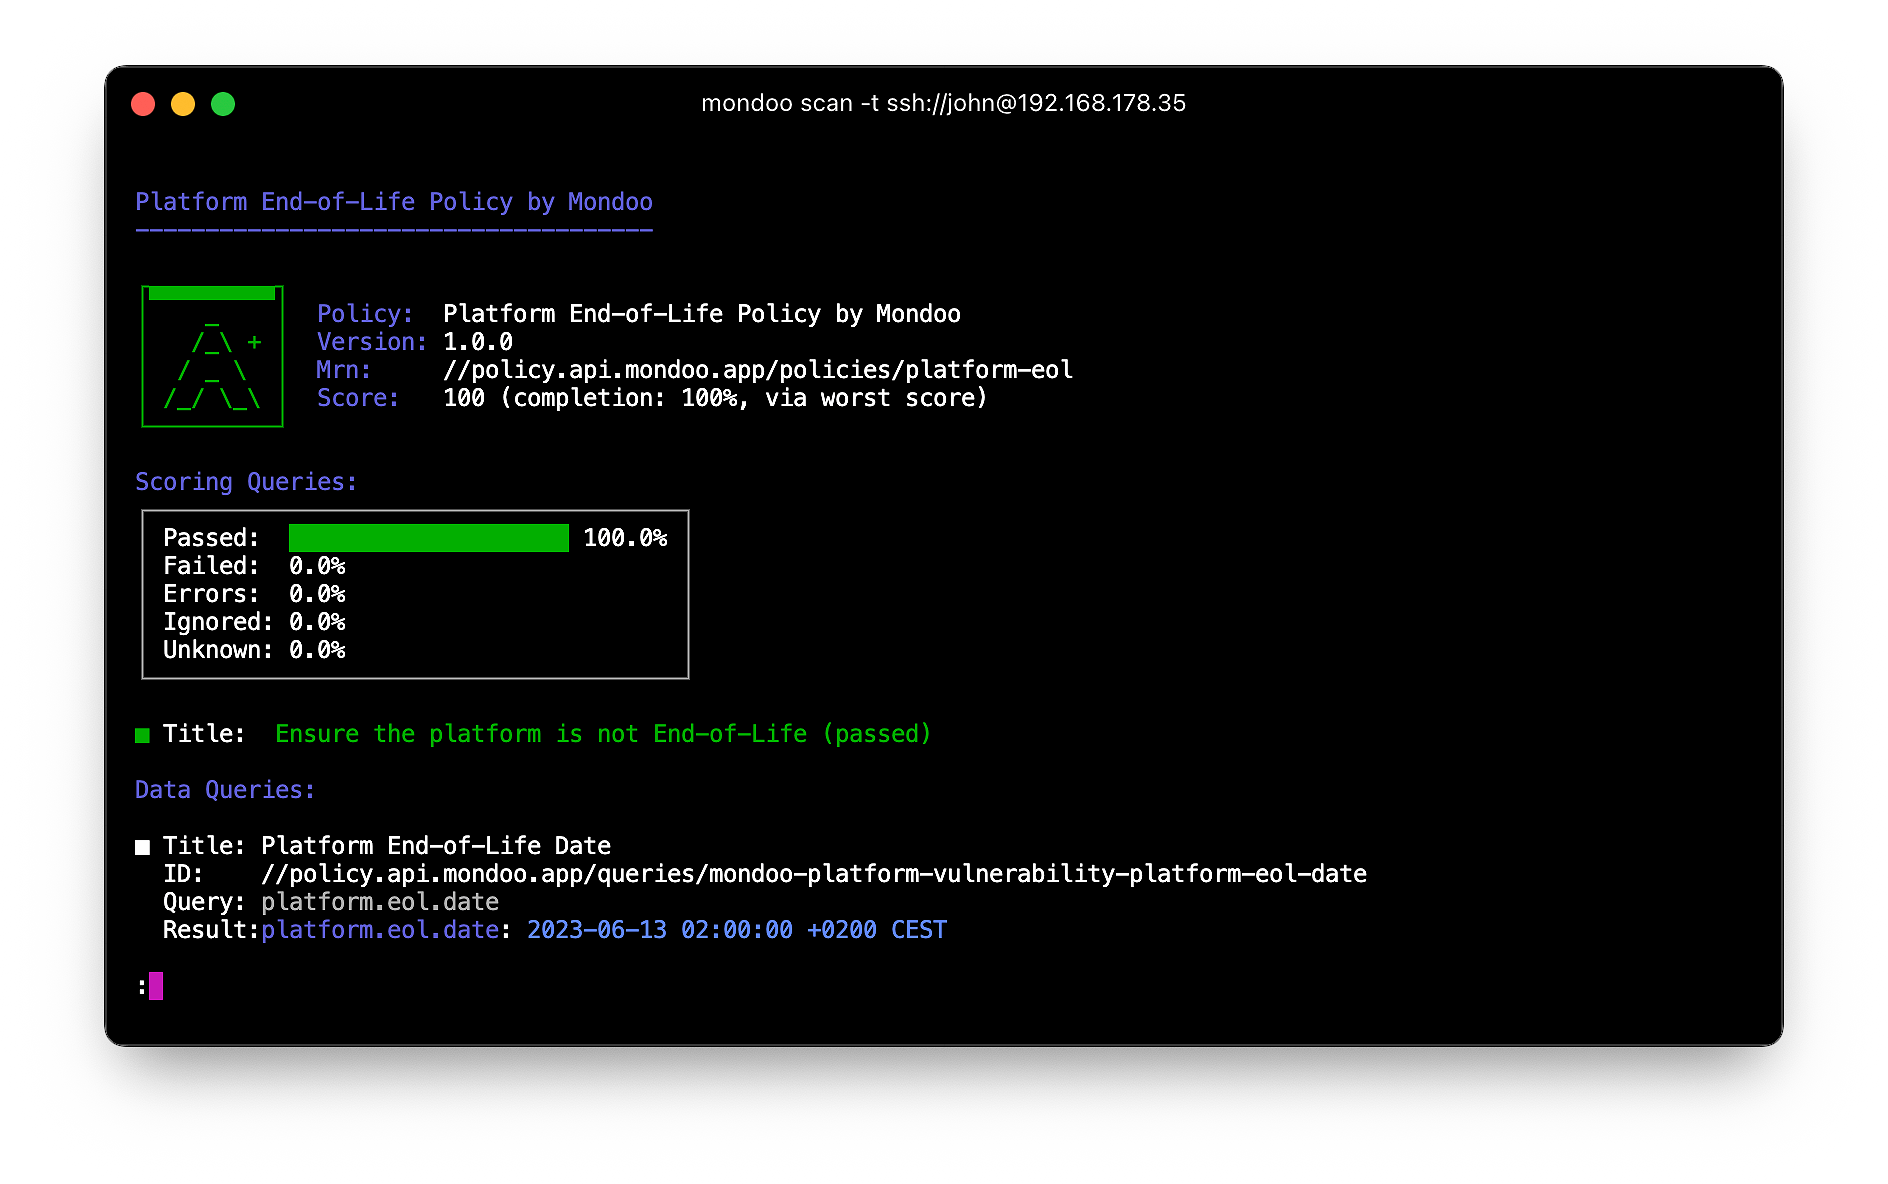 mondoo scan -t ssh://john@192.168.178.35
Platform End-of-Life Policy by Mondoo
A+
Policy: Platform End-of-Life Policy by Mondoo
Version: 1.0.0
Mrn: //policy.api.mondoo.app/policies/platform-eol
Score: 100 (completion: 100%, via worst score)
Scoring Queries:
Passed: 100.0%
Failed: 0.0%
Errors: 0.0%
Ignored: 0.0%
Unknown: 0.0%
Title: Ensure the platform is not End-of-Life (passed)
Data Queries:
Title: Platform End-of-Life Date
ID: //policy.api.mondoo.app/queries/mondoo-platform-vulnerability-platform-eol-date
Query: platform.eol.date
Result:platform.eol.date: 2023-06-13 02:00:00 +0200 CEST
: